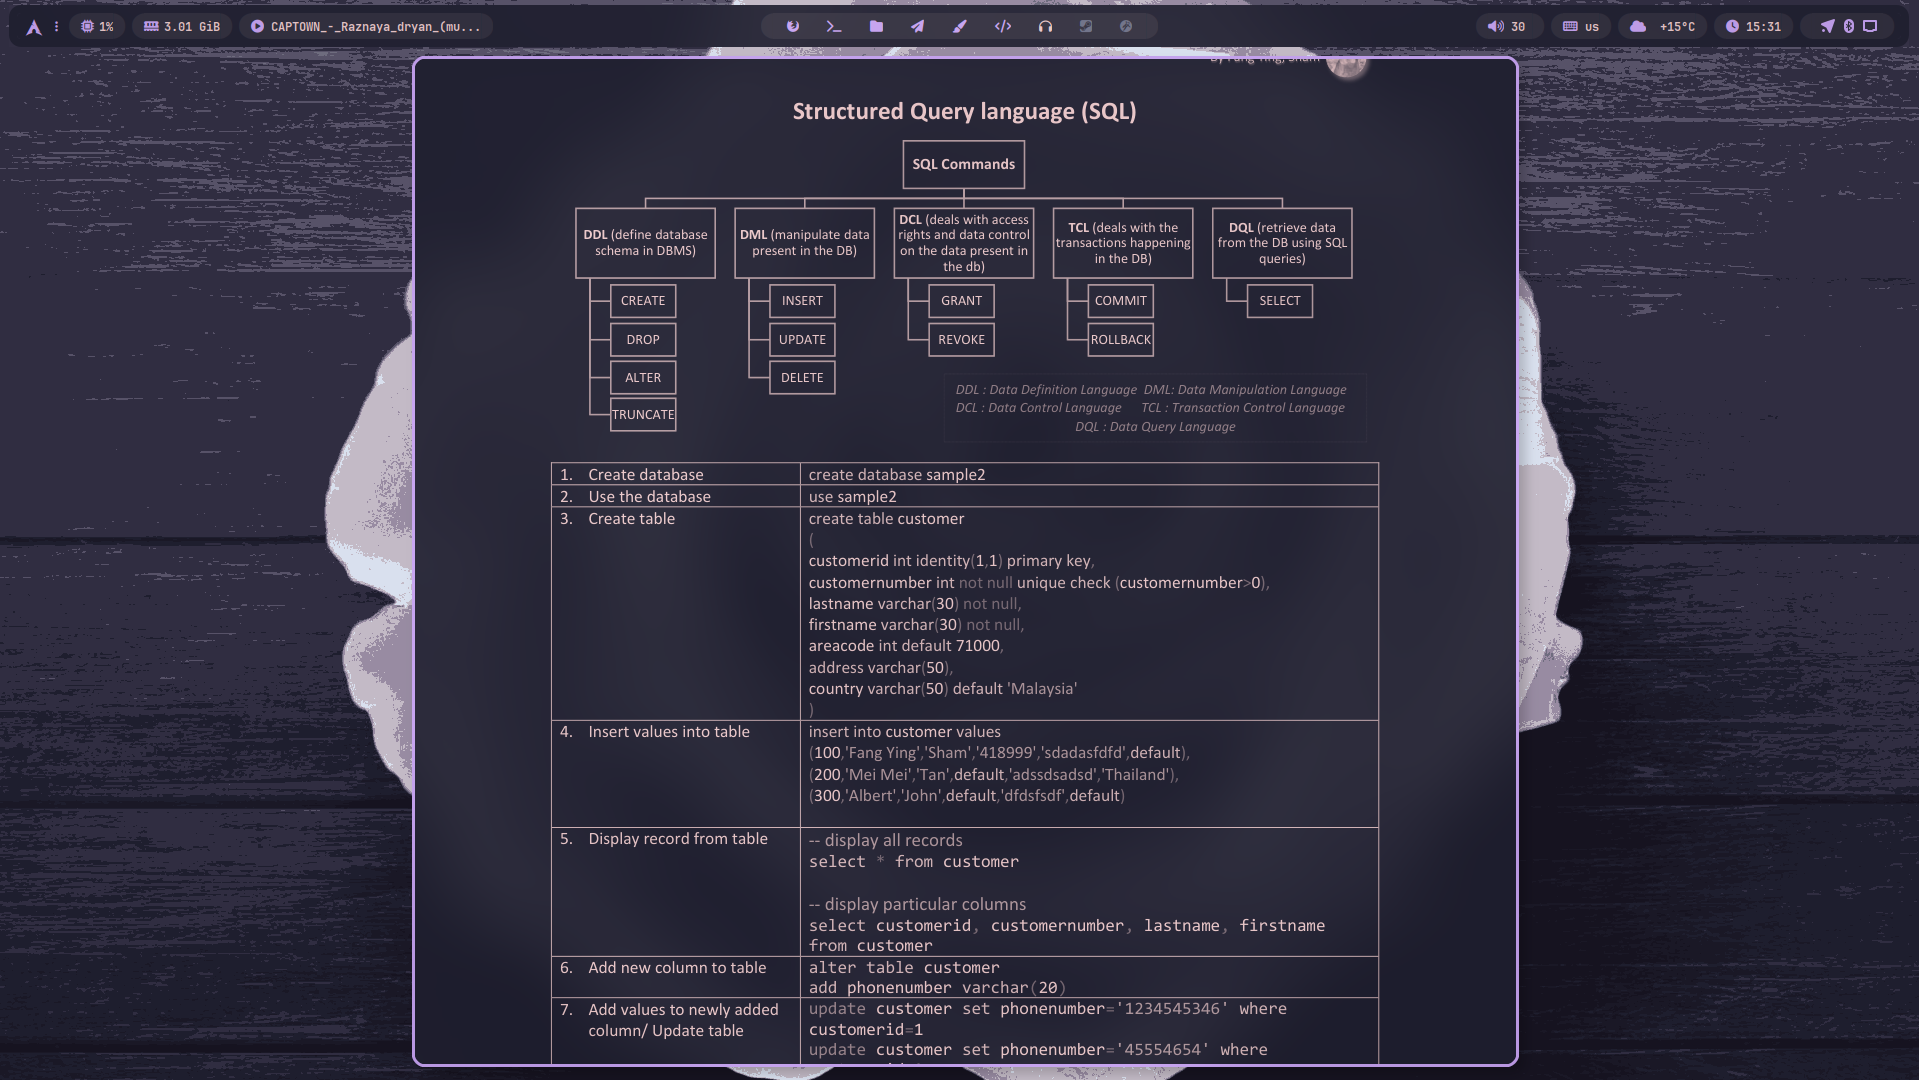 1%
3.01 GiB
CAPTOWN_-_Raznaya_dryan_(mu...
30
us
+15°C
15:31
By Fang Ying, Sham
Structured Query language (SQL)
SQL Commands
DDL (define database
schema in DBMS)
DML (manipulate data
present in the DB)
DCL (deals with access
rights and data control
on the data present in
the db)
TCL (deals with the
transactions happening
in the DB)
DQL (retrieve data
from the DB using SQL
queries)
CREATE
INSERT
GRANT
COMMIT
SELECT
DROP
UPDATE
REVOKE
ROLLBACK
ALTER
DELETE
TRUNCATE
DDL : Data Definition Language DML: Data Manipulation Language
DCL : Data Control Language TCL : Transaction Control Language
DQL : Data Query Language
1. Create database
create database sample2
2. Use the database
use sample2
3. Create table
create table customer
(
customerid int identity(1,1) primary key,
customernumber int not null unique check (customernumber>0),
lastname varchar(30) not null,
firstname varchar(30) not null,
areacode int default 71000,
address varchar(50),
country varchar(50) default 'Malaysia'
)
4. Insert values into table
insert into customer values
(100,'Fang Ying','Sham','418999','sdadasfdfd',default),
(200,'Mei Mei','Tan',default,'adssdsadsd','Thailand'),
(300,'Albert','John',default,'dfdsfsdf',default)
5. Display record from table
-- display all records
select * from customer
-- display particular columns
select customerid, customernumber, lastname, firstname
from customer
6. Add new column to table
alter table customer
add phonenumber varchar(20)
7. Add values to newly added
column/ Update table
update customer set phonenumber='1234545346' where
customerid=1
update customer set phonenumber='45554654' where